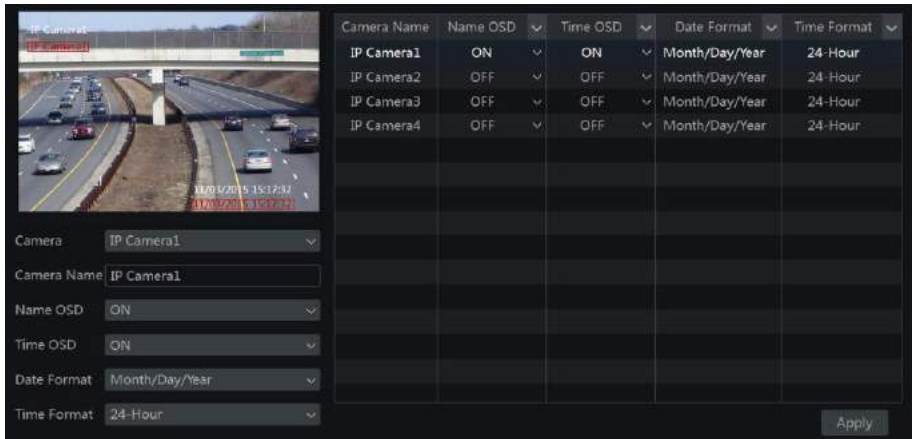 IP Camera1
IP Camera1
11/03/2015 15:17:32
11/03/2015 15:17:32
Camera IP Camera1
Camera Name IP Camera1
Name OSD ON
Time OSD ON
Date Format Month/Day/Year
Time Format 24-Hour
Camera Name Name OSD Time OSD Date Format Time Format
IP Camera1 ON ON Month/Day/Year 24-Hour
IP Camera2 OFF OFF Month/Day/Year 24-Hour
IP Camera3 OFF OFF Month/Day/Year 24-Hour
IP Camera4 OFF OFF Month/Day/Year 24-Hour
Apply